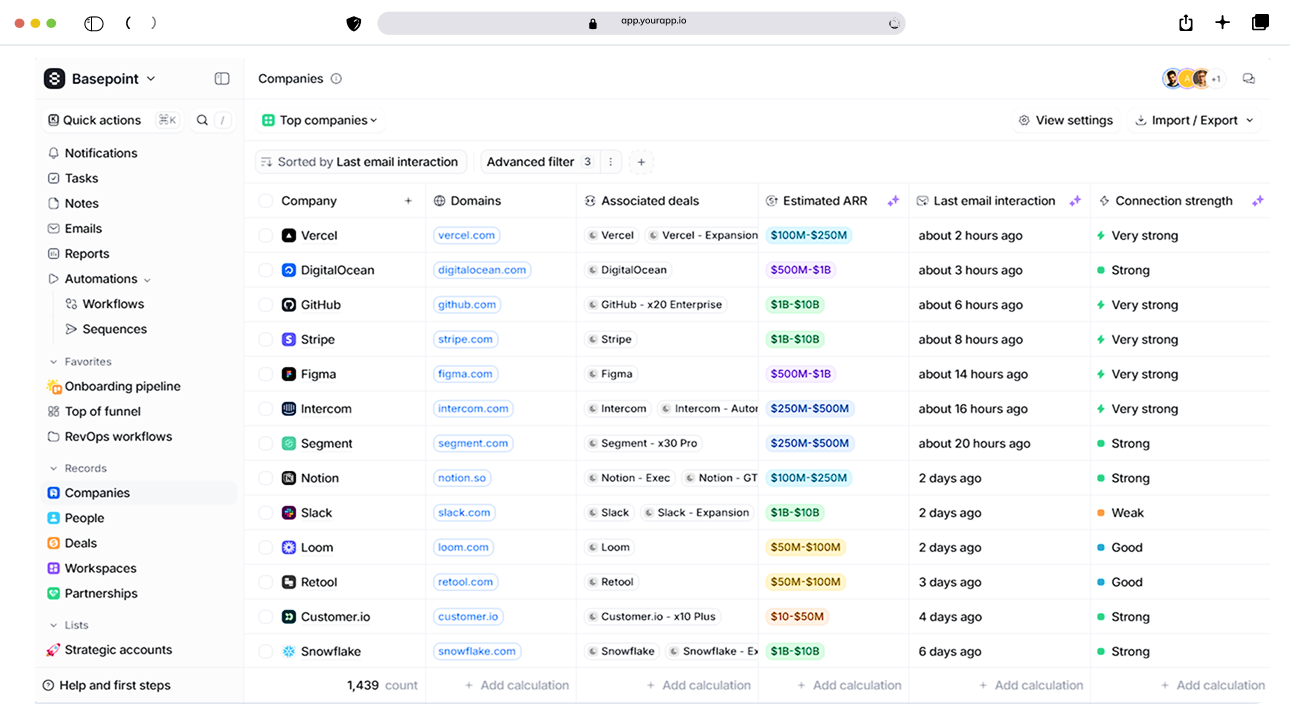 app.yourapp.io
Basepoint
Companies
+1
Quick actions ⌘K /
Top companies
View settings
Import / Export
Notifications
Tasks
Notes
Emails
Reports
Automations
Workflows
Sequences
Favorites
Onboarding pipeline
Top of funnel
RevOps workflows
Records
Companies
People
Deals
Workspaces
Partnerships
Lists
Strategic accounts
Help and first steps
Sorted by Last email interaction
Advanced filter 3
Company Domains Associated deals Estimated ARR Last email interaction Connection strength
Vercel vercel.com Vercel Vercel - Expansion $100M-$250M about 2 hours ago Very strong
DigitalOcean digitalocean.com DigitalOcean $500M-$1B about 3 hours ago Strong
GitHub github.com GitHub - x20 Enterprise $1B-$10B about 6 hours ago Very strong
Stripe stripe.com Stripe $1B-$10B about 8 hours ago Very strong
Figma figma.com Figma $500M-$1B about 14 hours ago Very strong
Intercom intercom.com Intercom Intercom - Autor $250M-$500M about 16 hours ago Very strong
Segment segment.com Segment - x30 Pro $250M-$500M about 20 hours ago Strong
Notion notion.so Notion - Exec Notion - GT $100M-$250M 2 days ago Strong
Slack slack.com Slack Slack - Expansion $1B-$10B 2 days ago Weak
Loom loom.com Loom $50M-$100M 2 days ago Good
Retool retool.com Retool $50M-$100M 3 days ago Good
Customer.io customer.io Customer.io - x10 Plus $10-$50M 4 days ago Strong
Snowflake snowflake.com Snowflake Snowflake - Ex $1B-$10B 6 days ago Strong
1,439 count + Add calculation + Add calculation + Add calculation + Add calculation + Add calculation